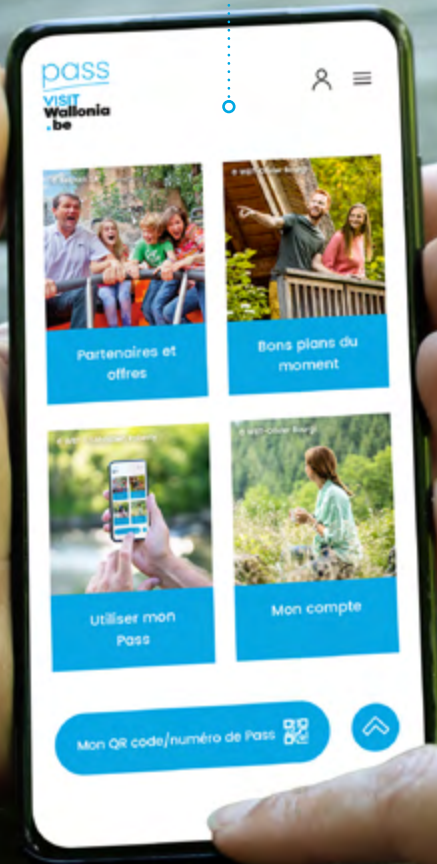 pass
VISIT
Wallonia
.be
Partenaires et
offres
Bons plans du
moment
Utiliser mon
Pass
Mon compte
Mon QR code/numéro de Pass